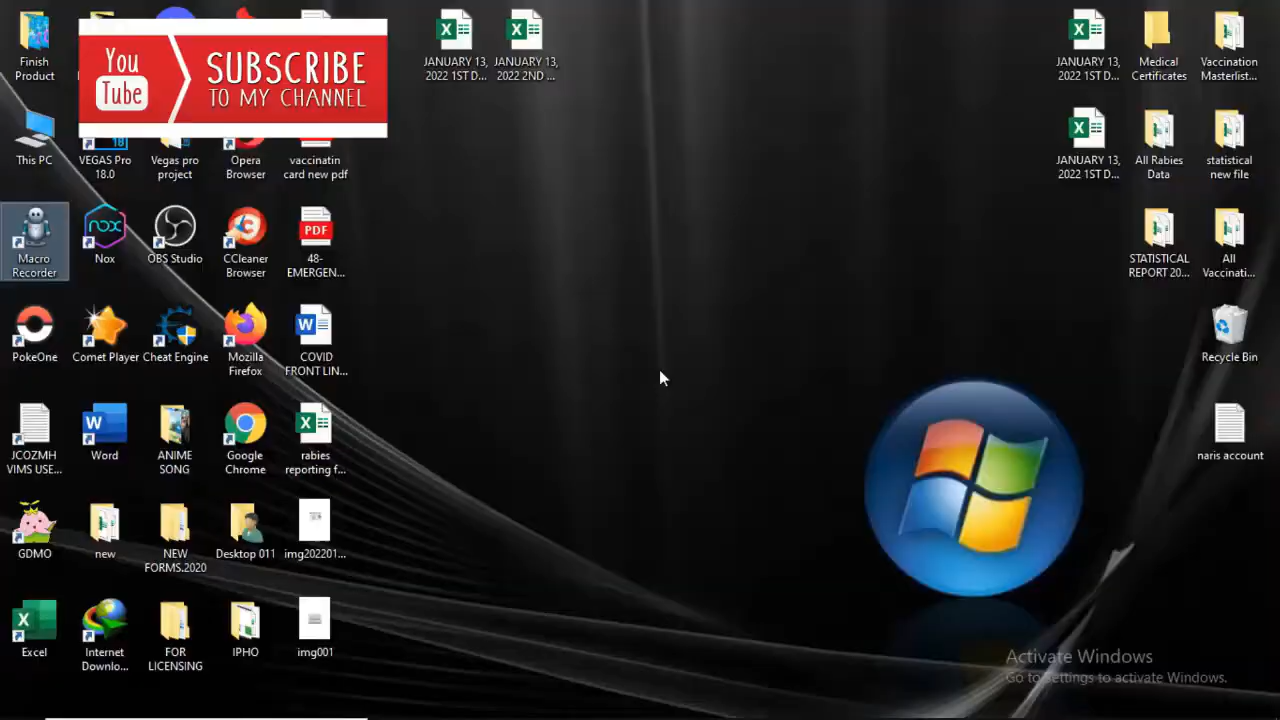 Finish
Product
You
Tube
SUBSCRIBE
TO MY CHANNEL
JANUARY 13,
2022 1ST D...
JANUARY 13,
2022 2ND ...
JANUARY 13,
2022 1ST D...
Medical
Certificates
Vaccination
Masterlist...
This PC
VEGAS Pro
18.0
Vegas pro
project
Opera
Browser
vaccinatin
card new pdf
JANUARY 13,
2022 1ST D...
All Rabies
Data
statistical
new file
Macro
Recorder
nox
Nox
OBS Studio
CCleaner
Browser
PDF
48-
EMERGEN...
STATISTICAL
REPORT 20...
All
Vaccinati...
PokeOne
Comet Player
Cheat Engine
Mozilla
Firefox
COVID
FRONT LIN...
Recycle Bin
JCOZMH
VIMS USE...
Word
ANIME
SONG
Google
Chrome
rabies
reporting f...
naris account
GDMO
new
NEW
FORMS.2020
Desktop 011
img202201...
Excel
Internet
Downlo...
FOR
LICENSING
IPHO
img001
Activate Windows
Go to Settings to activate Windows.